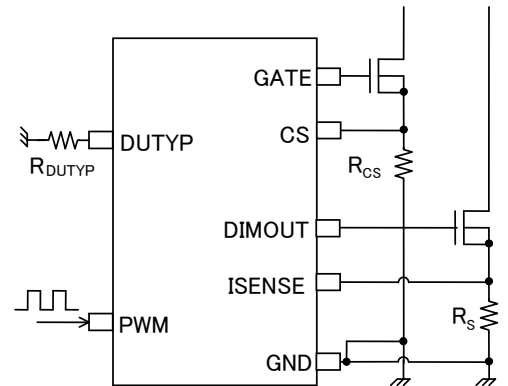 GATE
DUTYP
CS
R_DUTYP
R_CS
DIMOUT
ISENSE
PWM
R_S
GND